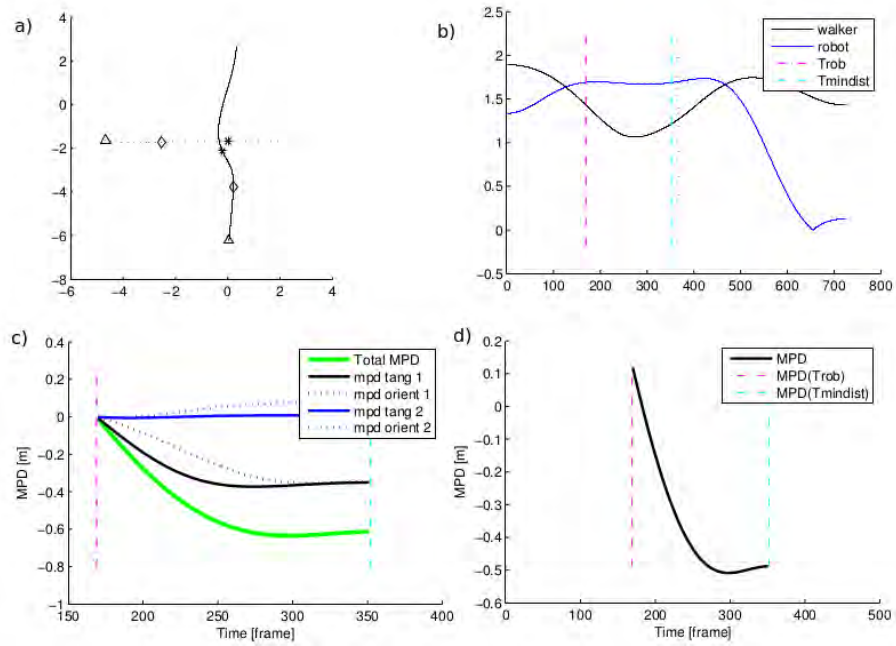 a)
4
2
0
−2
−4
−6
−8
−6 −4 −2 0 2 4
b)
2.5
2
1.5
1
0.5
0
−0.5
0 100 200 300 400 500 600 700 800
walker
robot
Trob
Tmindist
c)
0.4
0.2
0
−0.2
−0.4
−0.6
−0.8
−1
MPD [m]
150 200 250 300 350 400
Time [frame]
Total MPD
mpd tang 1
mpd orient 1
mpd tang 2
mpd orient 2
d)
0.2
0.1
0
−0.1
−0.2
−0.3
−0.4
−0.5
−0.6
MPD [m]
0 100 200 300 400 500
Time [frame]
MPD
MPD(Trob)
MPD(Tmindist)